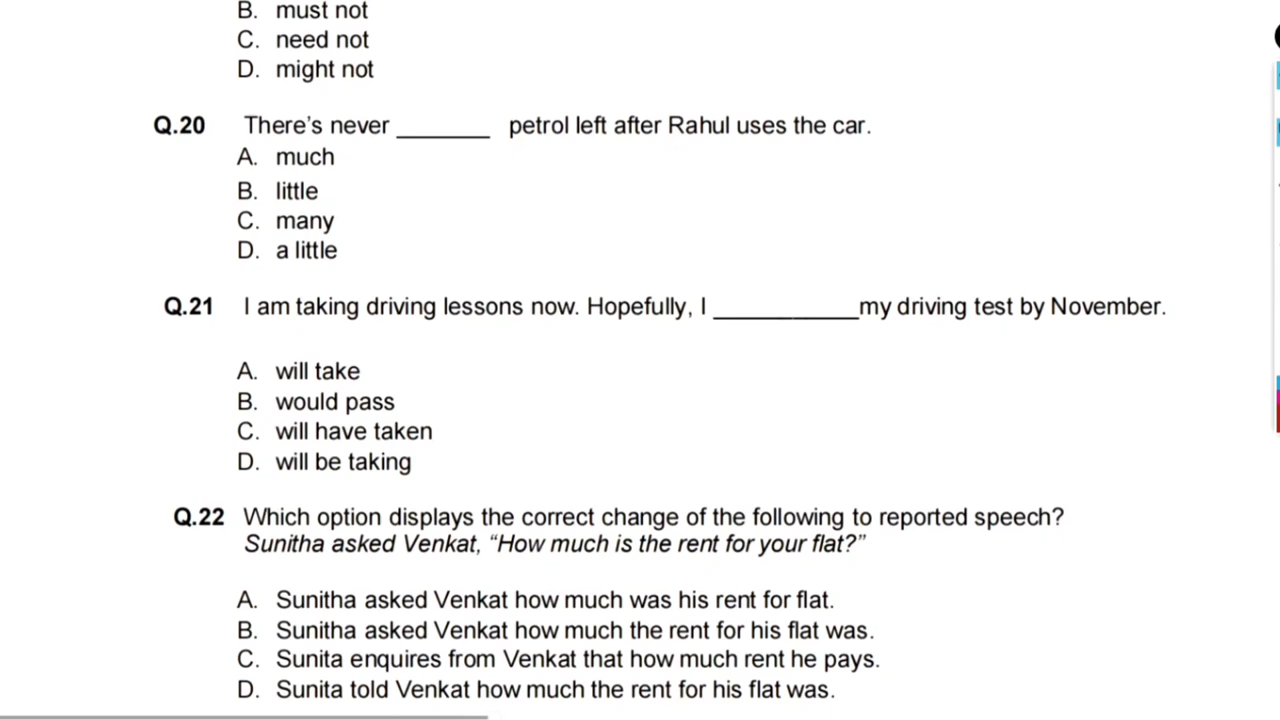 B. must not
C. need not
D. might not
Q.20 There's never _______ petrol left after Rahul uses the car.
A. much
B. little
C. many
D. a little
Q.21 I am taking driving lessons now. Hopefully, I ___________my driving test by November.
A. will take
B. would pass
C. will have taken
D. will be taking
Q.22 Which option displays the correct change of the following to reported speech?
Sunitha asked Venkat, “How much is the rent for your flat?”
A. Sunitha asked Venkat how much was his rent for flat.
B. Sunitha asked Venkat how much the rent for his flat was.
C. Sunita enquires from Venkat that how much rent he pays.
D. Sunita told Venkat how much the rent for his flat was.